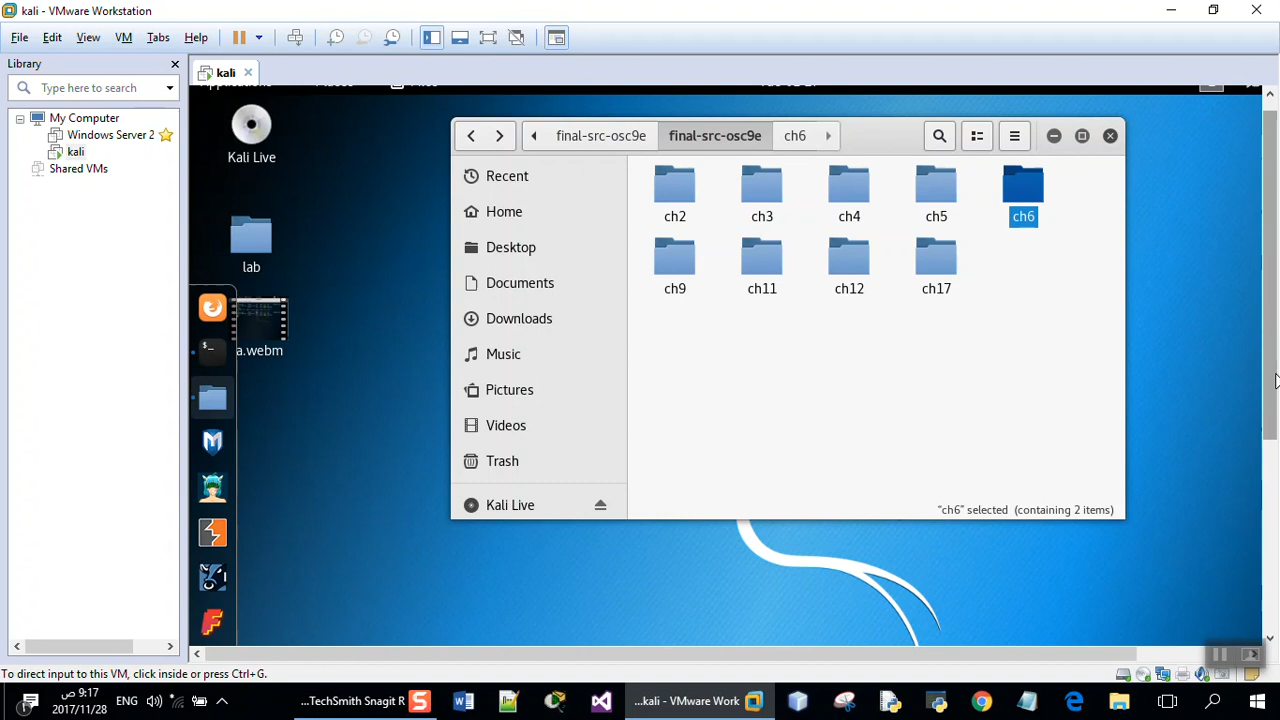 kali - VMware Workstation
File Edit View VM Tabs Help
Library
Type here to search
My Computer
Windows Server 2
kali
Shared VMs
kali
Files
Kali Live
lab
a.webm
final-src-osc9e final-src-osc9e ch6
Recent
Home
Desktop
Documents
Downloads
Music
Pictures
Videos
Trash
Kali Live
ch2 ch3 ch4 ch5 ch6
ch9 ch11 ch12 ch17
"ch6" selected (containing 2 items)
To direct input to this VM, click inside or press Ctrl+G.
9:17 ص
2017/11/28
ENG
...TechSmith Snagit R
...kali - VMware Work